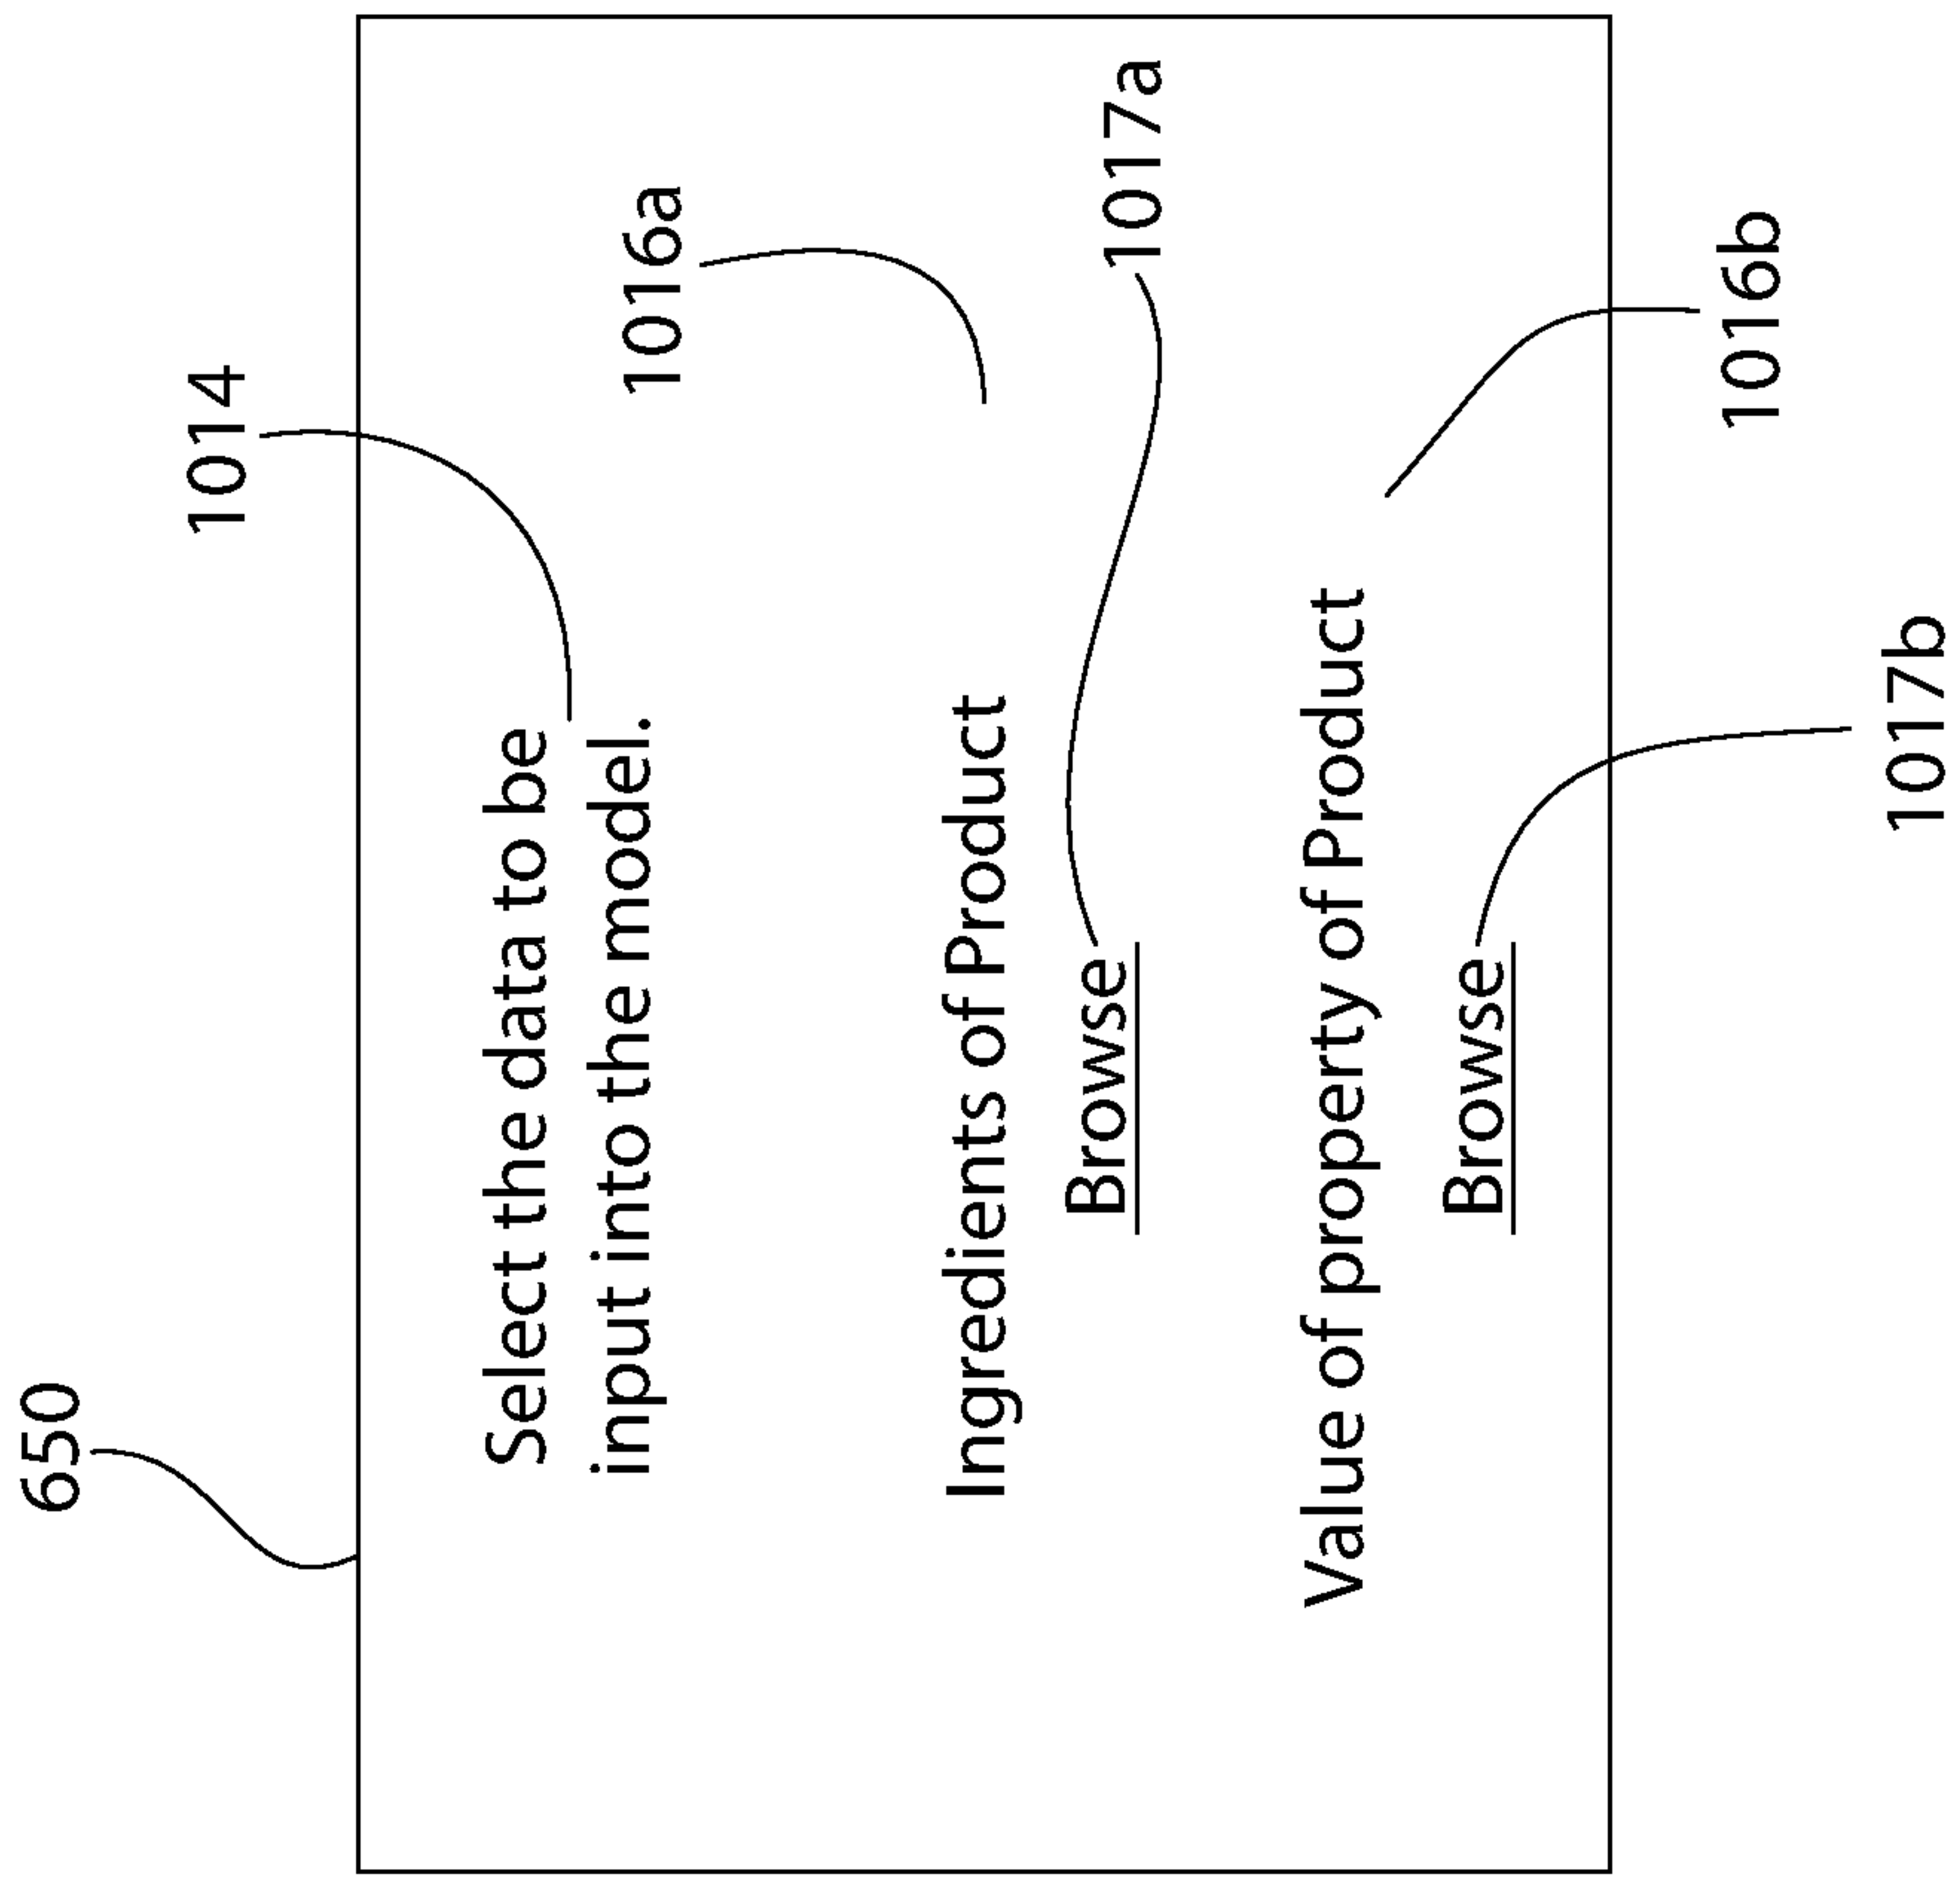 650
1014
Select the data to be
input into the model.
1016a
Ingredients of Product
Browse
1017a
Value of property of Product
Browse
1016b
1017b